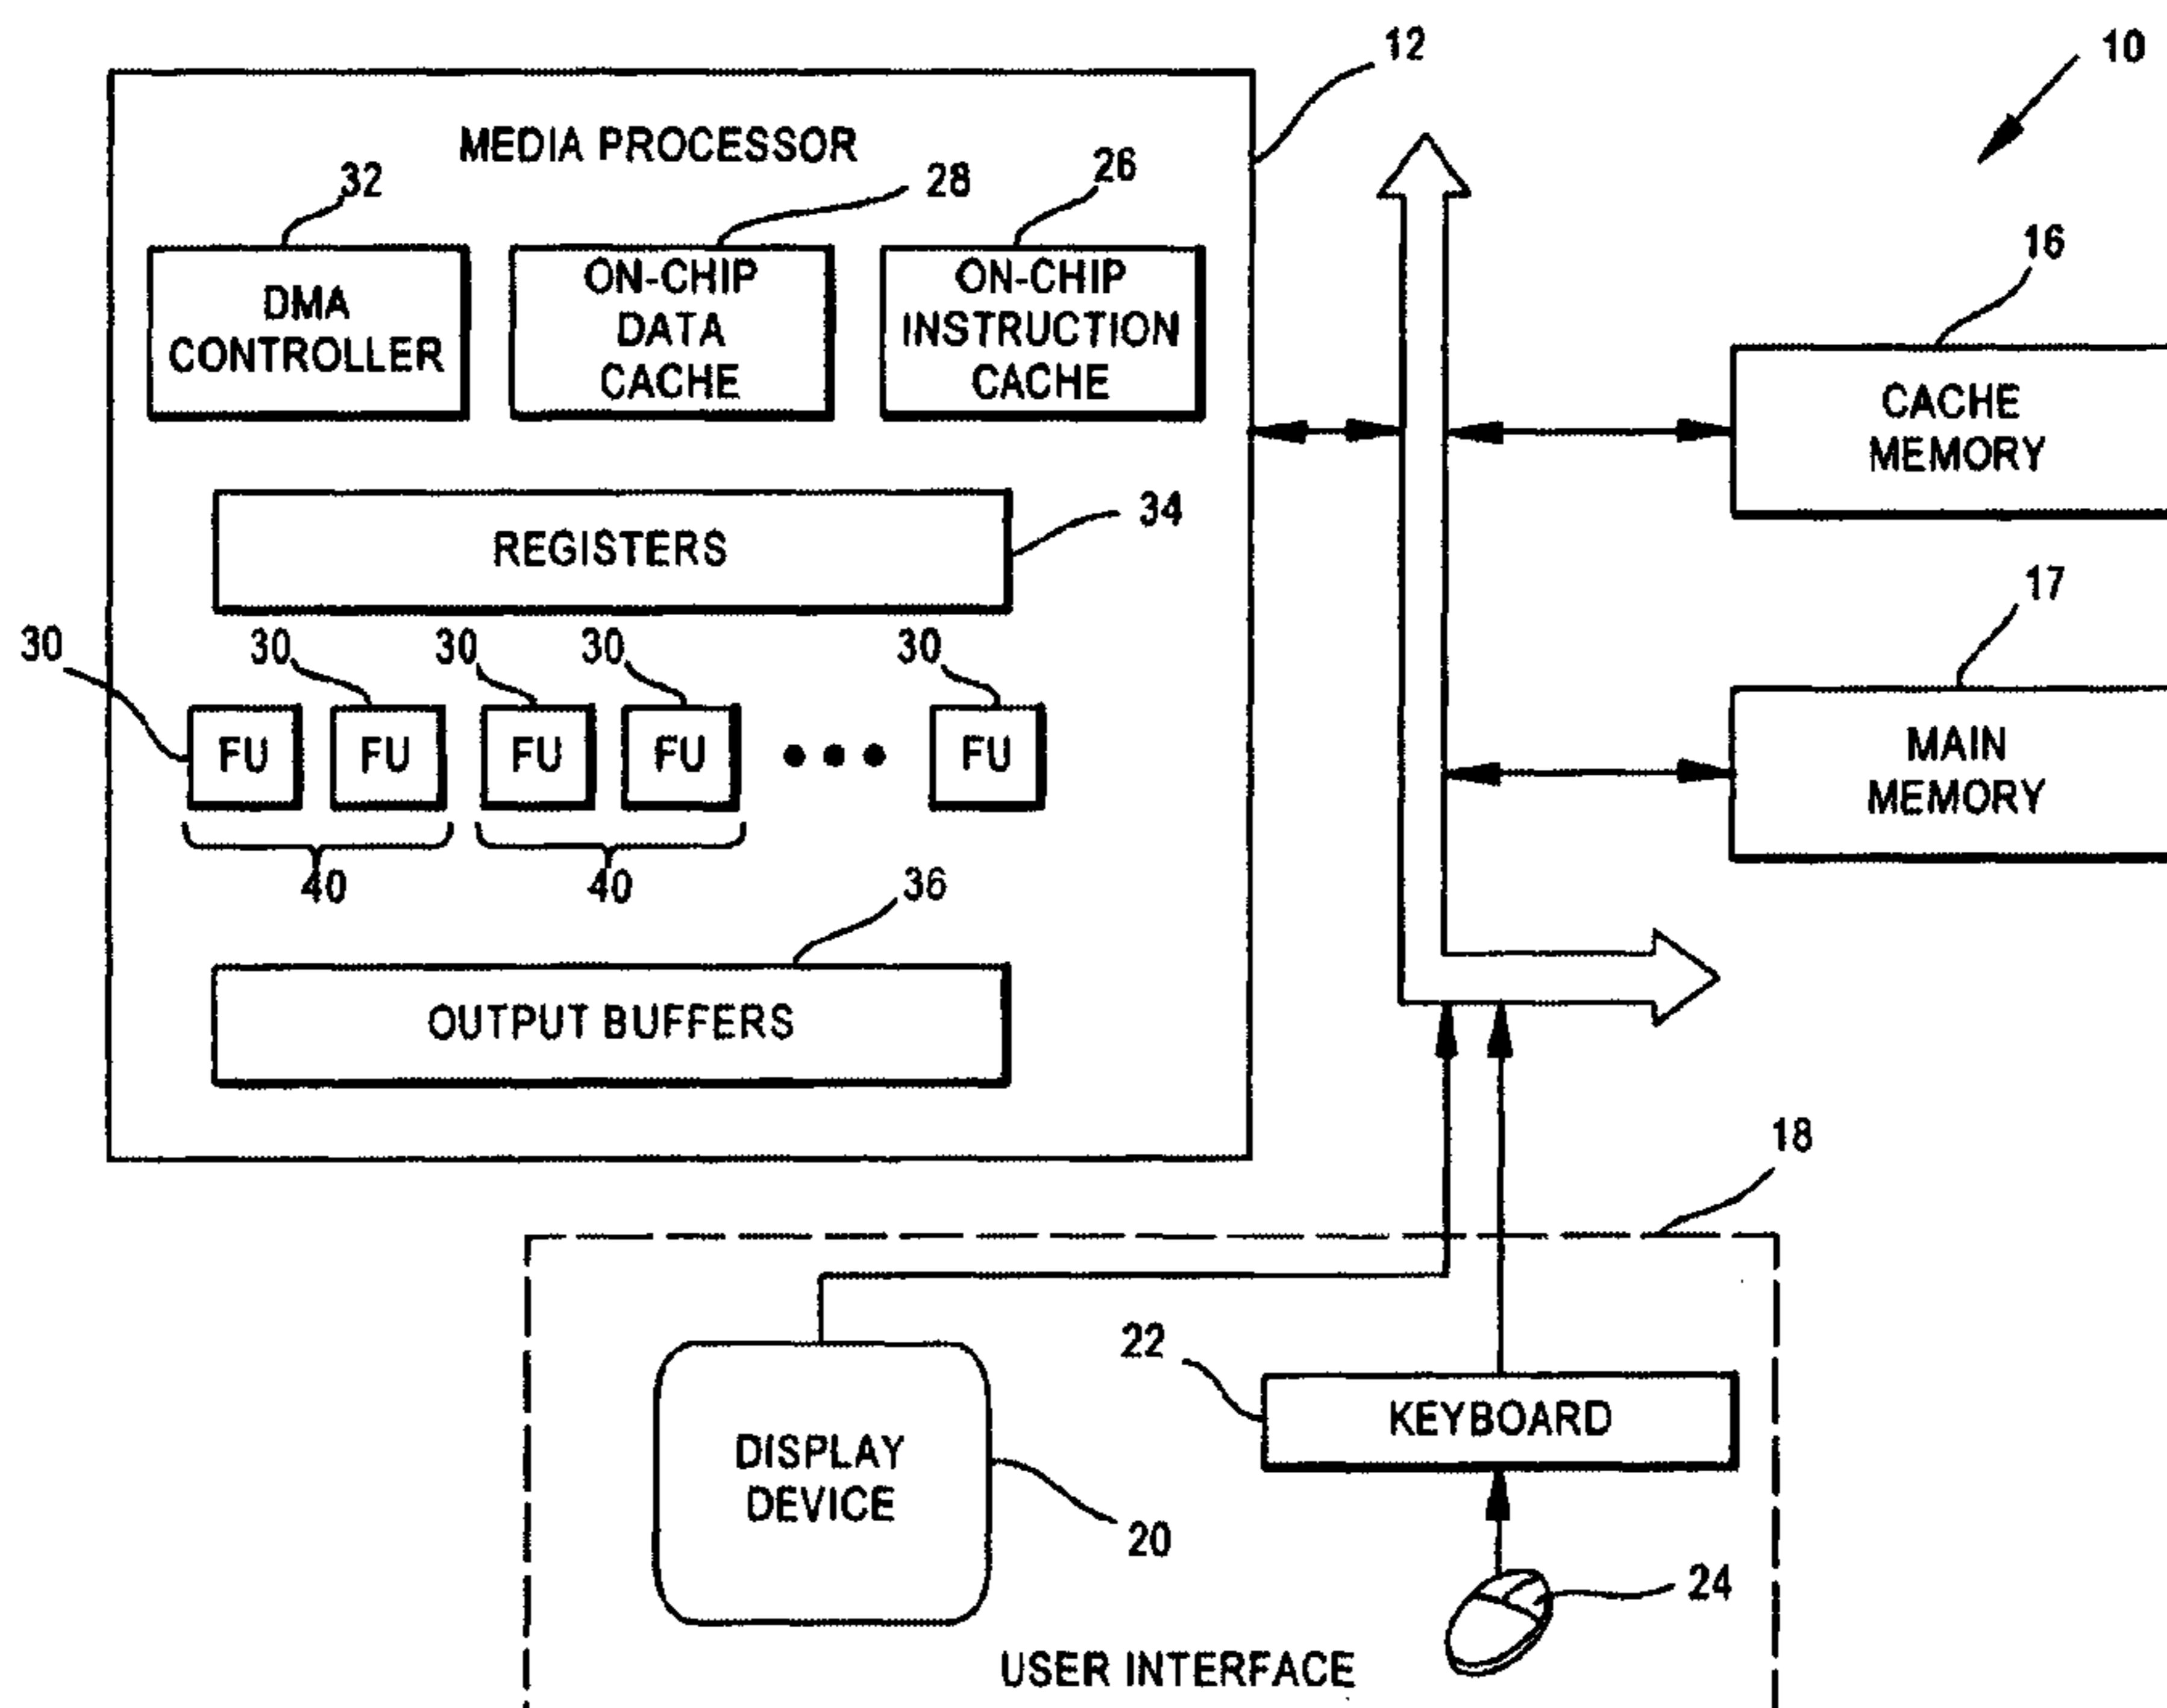 12
10
MEDIA PROCESSOR
32
28
26
DMA
CONTROLLER
ON-CHIP
DATA
CACHE
ON-CHIP
INSTRUCTION
CACHE
16
CACHE
MEMORY
34
REGISTERS
17
MAIN
MEMORY
30
30
30
30
30
FU
FU
FU
FU
FU
40
40
36
OUTPUT BUFFERS
18
22
KEYBOARD
DISPLAY
DEVICE
20
24
USER INTERFACE